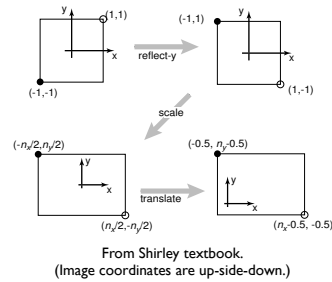 y
(1,1)
x
(-1,-1)
reflect-y
(-1,1)
y
x
(1,-1)
scale
(-nx/2,ny/2)
y
x
(nx/2,-ny/2)
translate
(-0.5, ny-0.5)
y
x
(nx-0.5, -0.5)
From Shirley textbook.
(Image coordinates are up-side-down.)